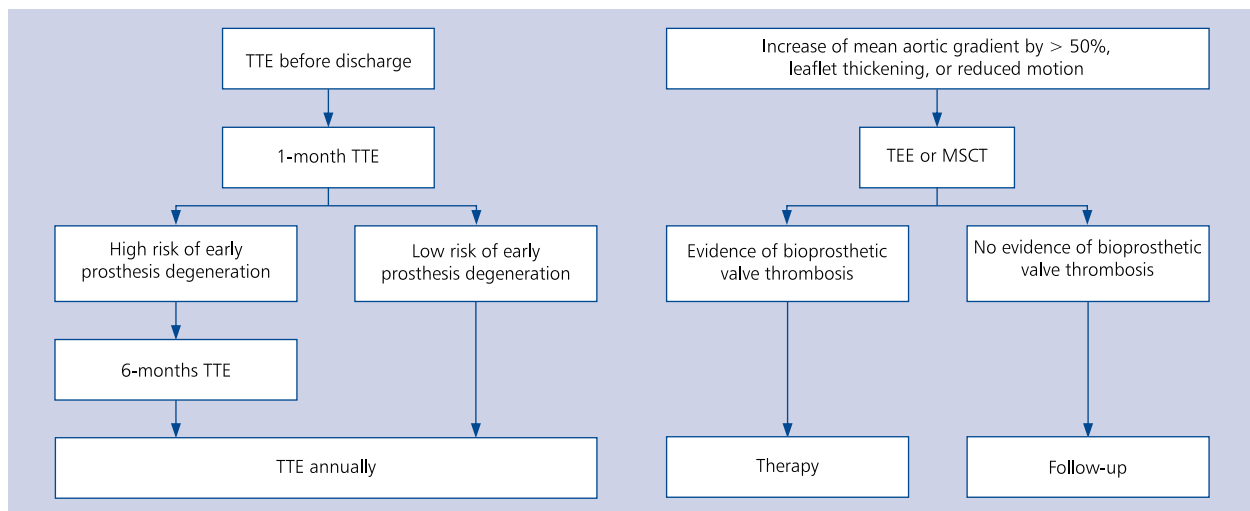 TTE before discharge
1-month TTE
High risk of early
prosthesis degeneration
Low risk of early
prosthesis degeneration
6-months TTE
TTE annually
Increase of mean aortic gradient by > 50%,
leaflet thickening, or reduced motion
TEE or MSCT
Evidence of bioprosthetic
valve thrombosis
No evidence of bioprosthetic
valve thrombosis
Therapy
Follow-up